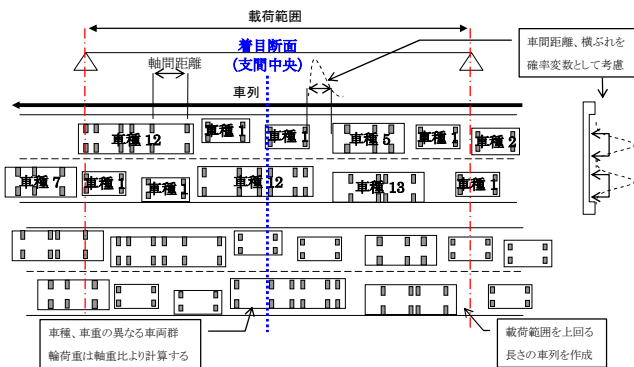 載荷範囲
着目断面
(支間中央)
軸間距離
車間距離、横ぶれを
確率変数として考慮
車列
車種 12
車種 1
車種 1
車種 5
車種 1
車種 2
車種 7
車種 1
車種 1
車種 12
車種 13
車種 1
車種、車重の異なる車両群
輪荷重は軸重比より計算する
載荷範囲を上回る
長さの車列を作成